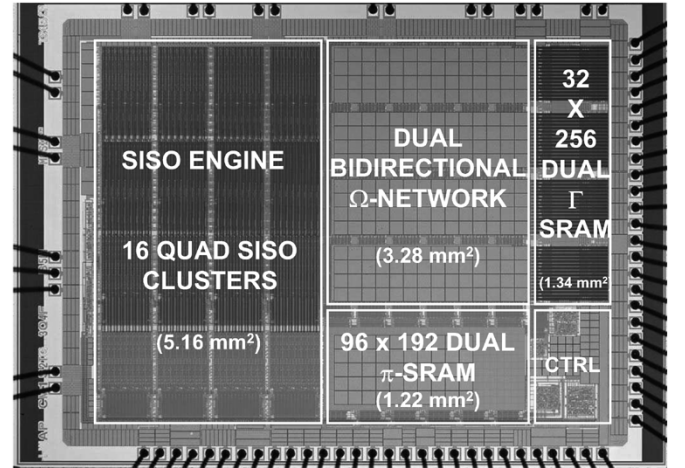 SISO ENGINE
16 QUAD SISO
CLUSTERS
(5.16 mm²)
DUAL
BIDIRECTIONAL
Ω-NETWORK
(3.28 mm²)
96 x 192 DUAL
π-SRAM
(1.22 mm²)
32
X
256
DUAL
Γ
SRAM
(1.34 mm²
CTRL